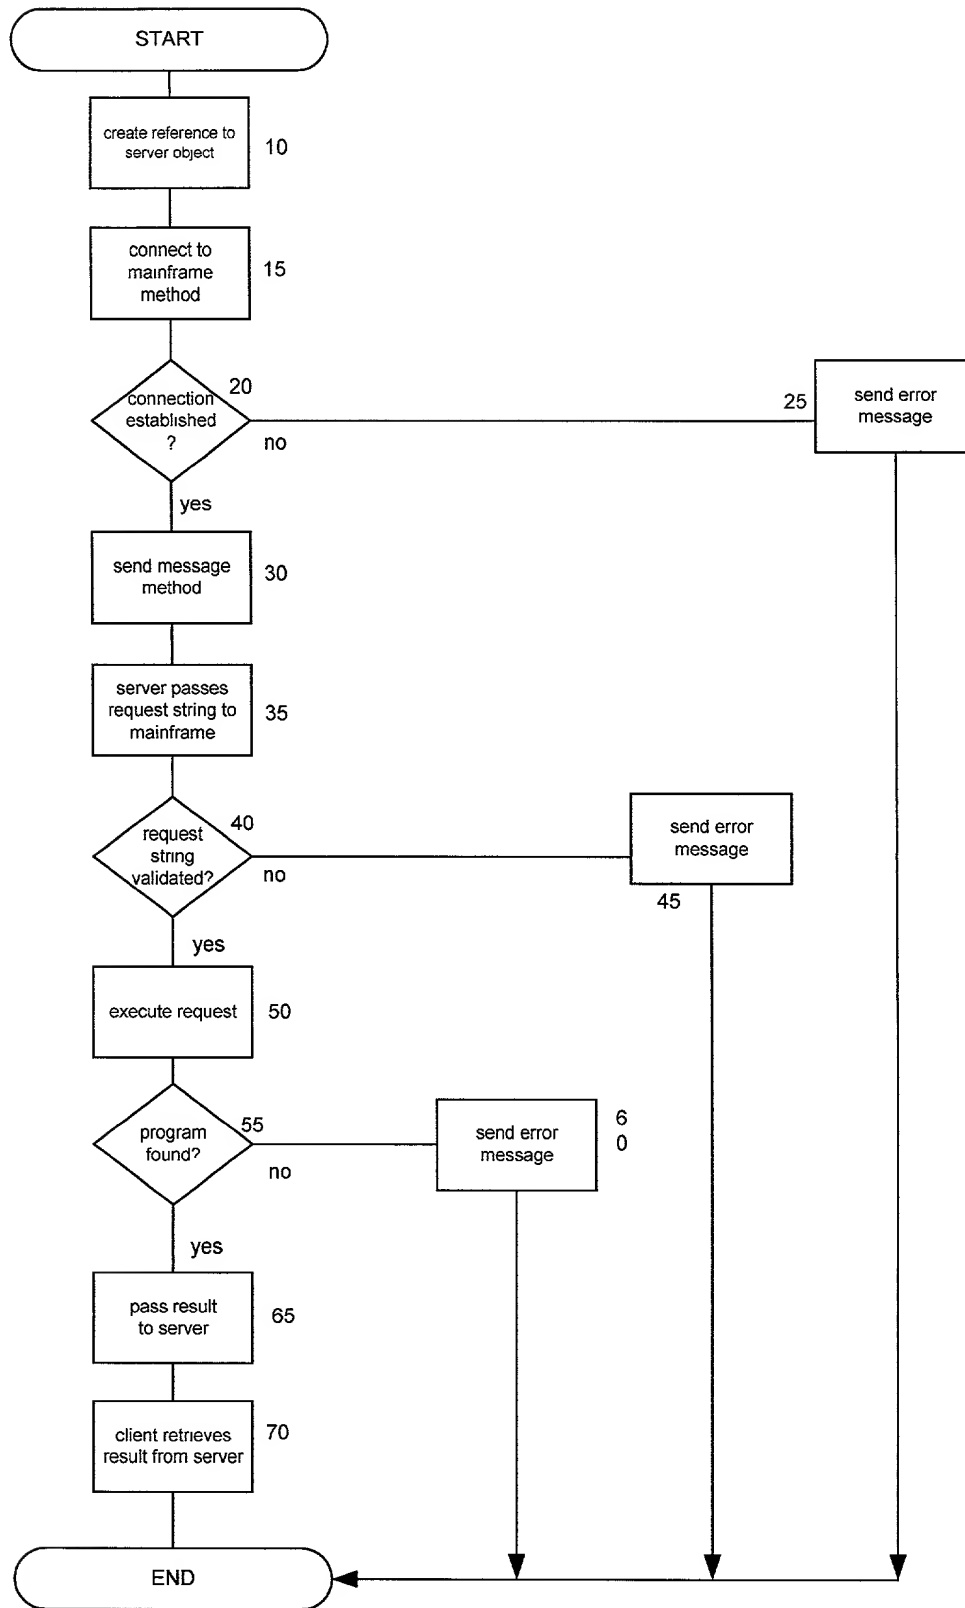 START
create reference to
server object
10
connect to
mainframe
method
15
20
connection
established
?
no
25
send error
message
yes
send message
method
30
server passes
request string to
mainframe
35
40
request
string
validated?
no
send error
message
45
yes
execute request
50
55
program
found?
no
send error
message
6
0
yes
pass result
to server
65
client retrieves
result from server
70
END